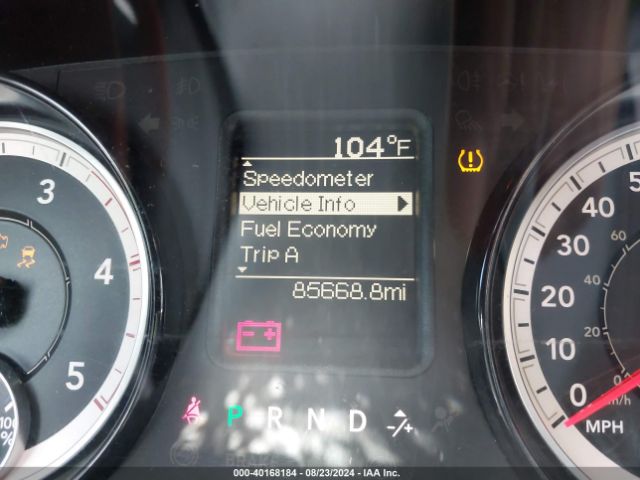 104°F
Speedometer
Vehicle Info
Fuel Economy
Trip A
85668.8mi
- +
P R N D -/+
3
4
5
100
%
50
40
30
20
10
0
MPH
60
20
000-40168184 - 08/23/2024 - IAA Inc.